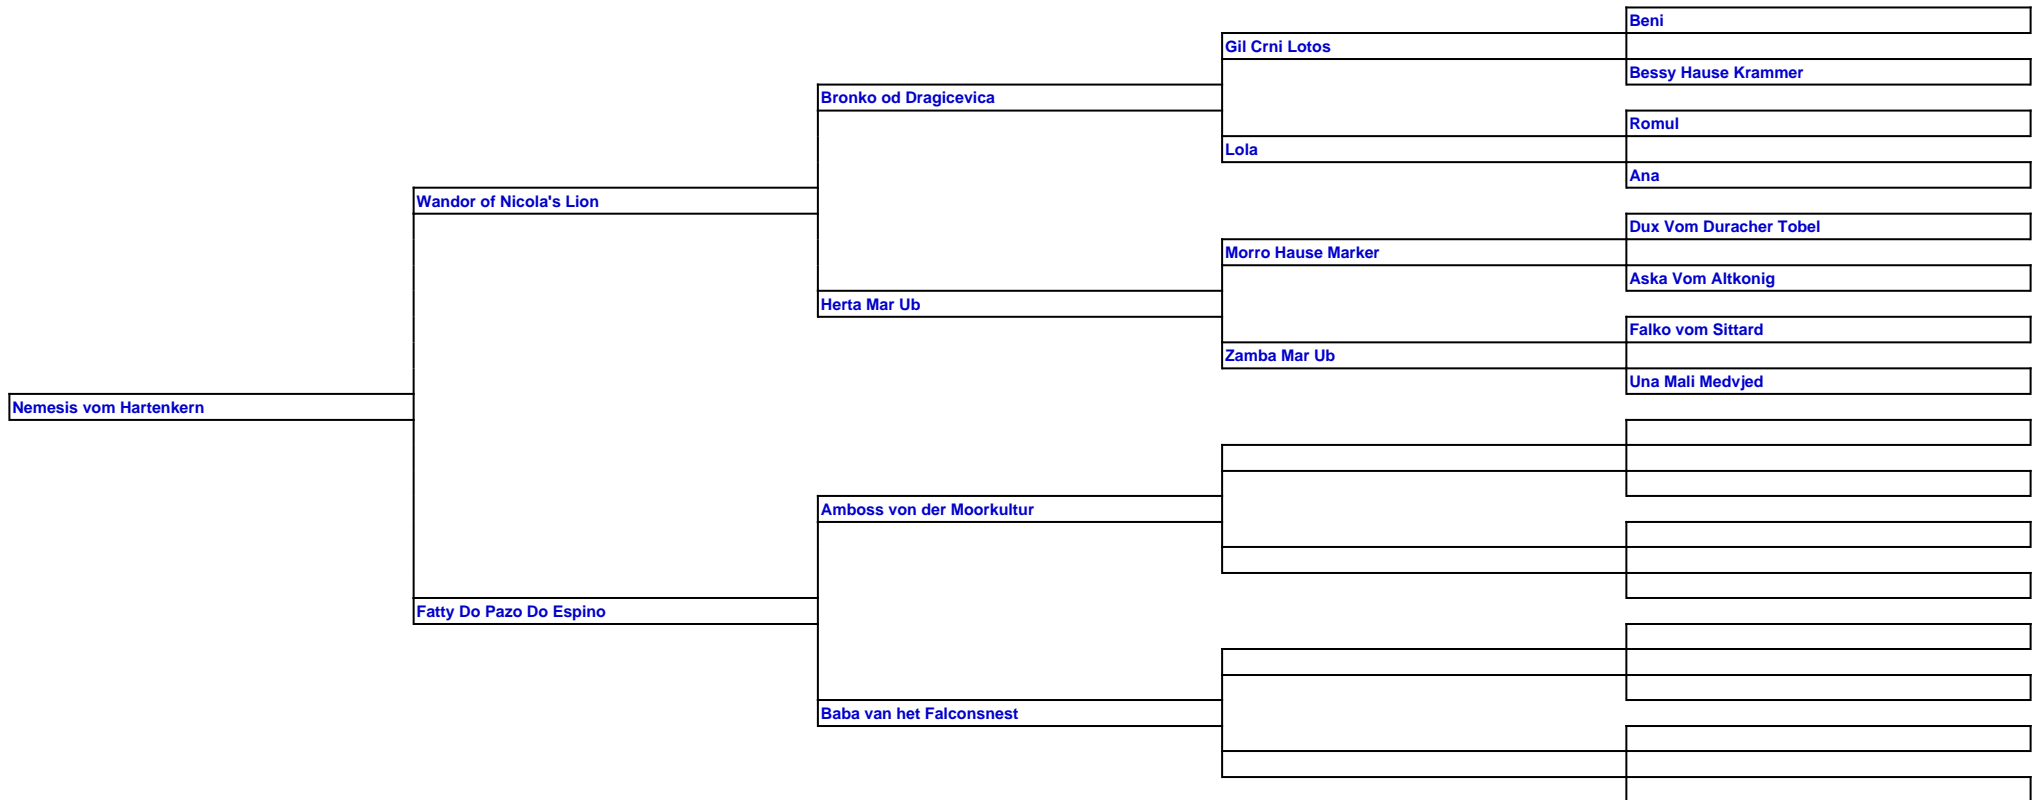 Beni
Gil Crni Lotos
Bessy Hause Krammer
Bronko od Dragicevica
Romul
Lola
Ana
Wandor of Nicola's Lion
Dux Vom Duracher Tobel
Morro Hause Marker
Aska Vom Altkonig
Herta Mar Ub
Falko vom Sittard
Zamba Mar Ub
Una Mali Medvjed
Nemesis vom Hartenkern
Amboss von der Moorkultur
Fatty Do Pazo Do Espino
Baba van het Falconsnest